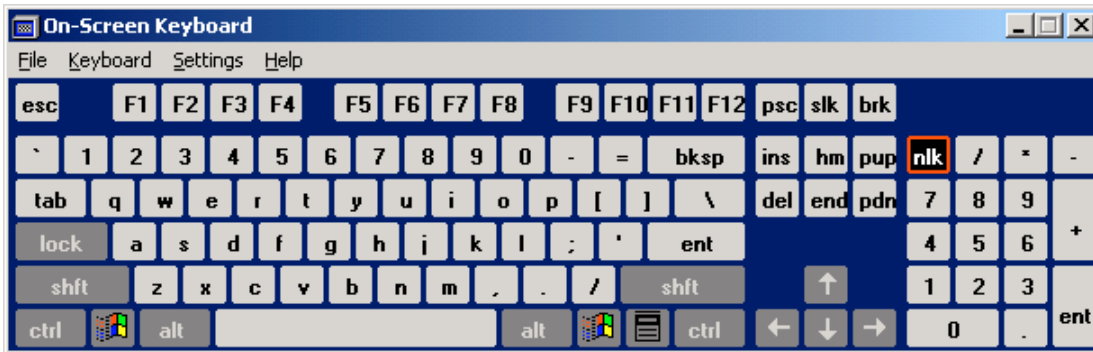 On-Screen Keyboard
File Keyboard Settings Help
esc F1 F2 F3 F4 F5 F6 F7 F8 F9 F10 F11 F12 psc slk brk
` 1 2 3 4 5 6 7 8 9 0 - = bksp ins hm pup nlk / * -
tab q w e r t y u i o p [ ] \ del end pdn 7 8 9 +
lock a s d f g h j k l ; ' ent 4 5 6
shft z x c v b n m , . / shft ↑ 1 2 3 ent
ctrl alt alt ctrl ← ↓ → 0 .